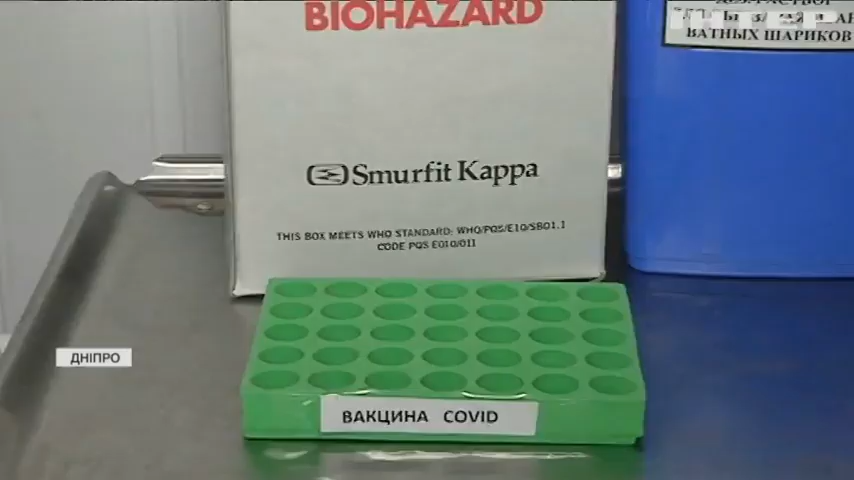 BIOHAZARD
Smurfit Kappa
THIS BOX MEETS WHO STANDARD: WHO/PQS/E10/SB01.1
CODE PQS E010/011
ІНТЕР
ВАТНЫХ ШАРИКОВ
ДНІПРО
ВАКЦИНА COVID